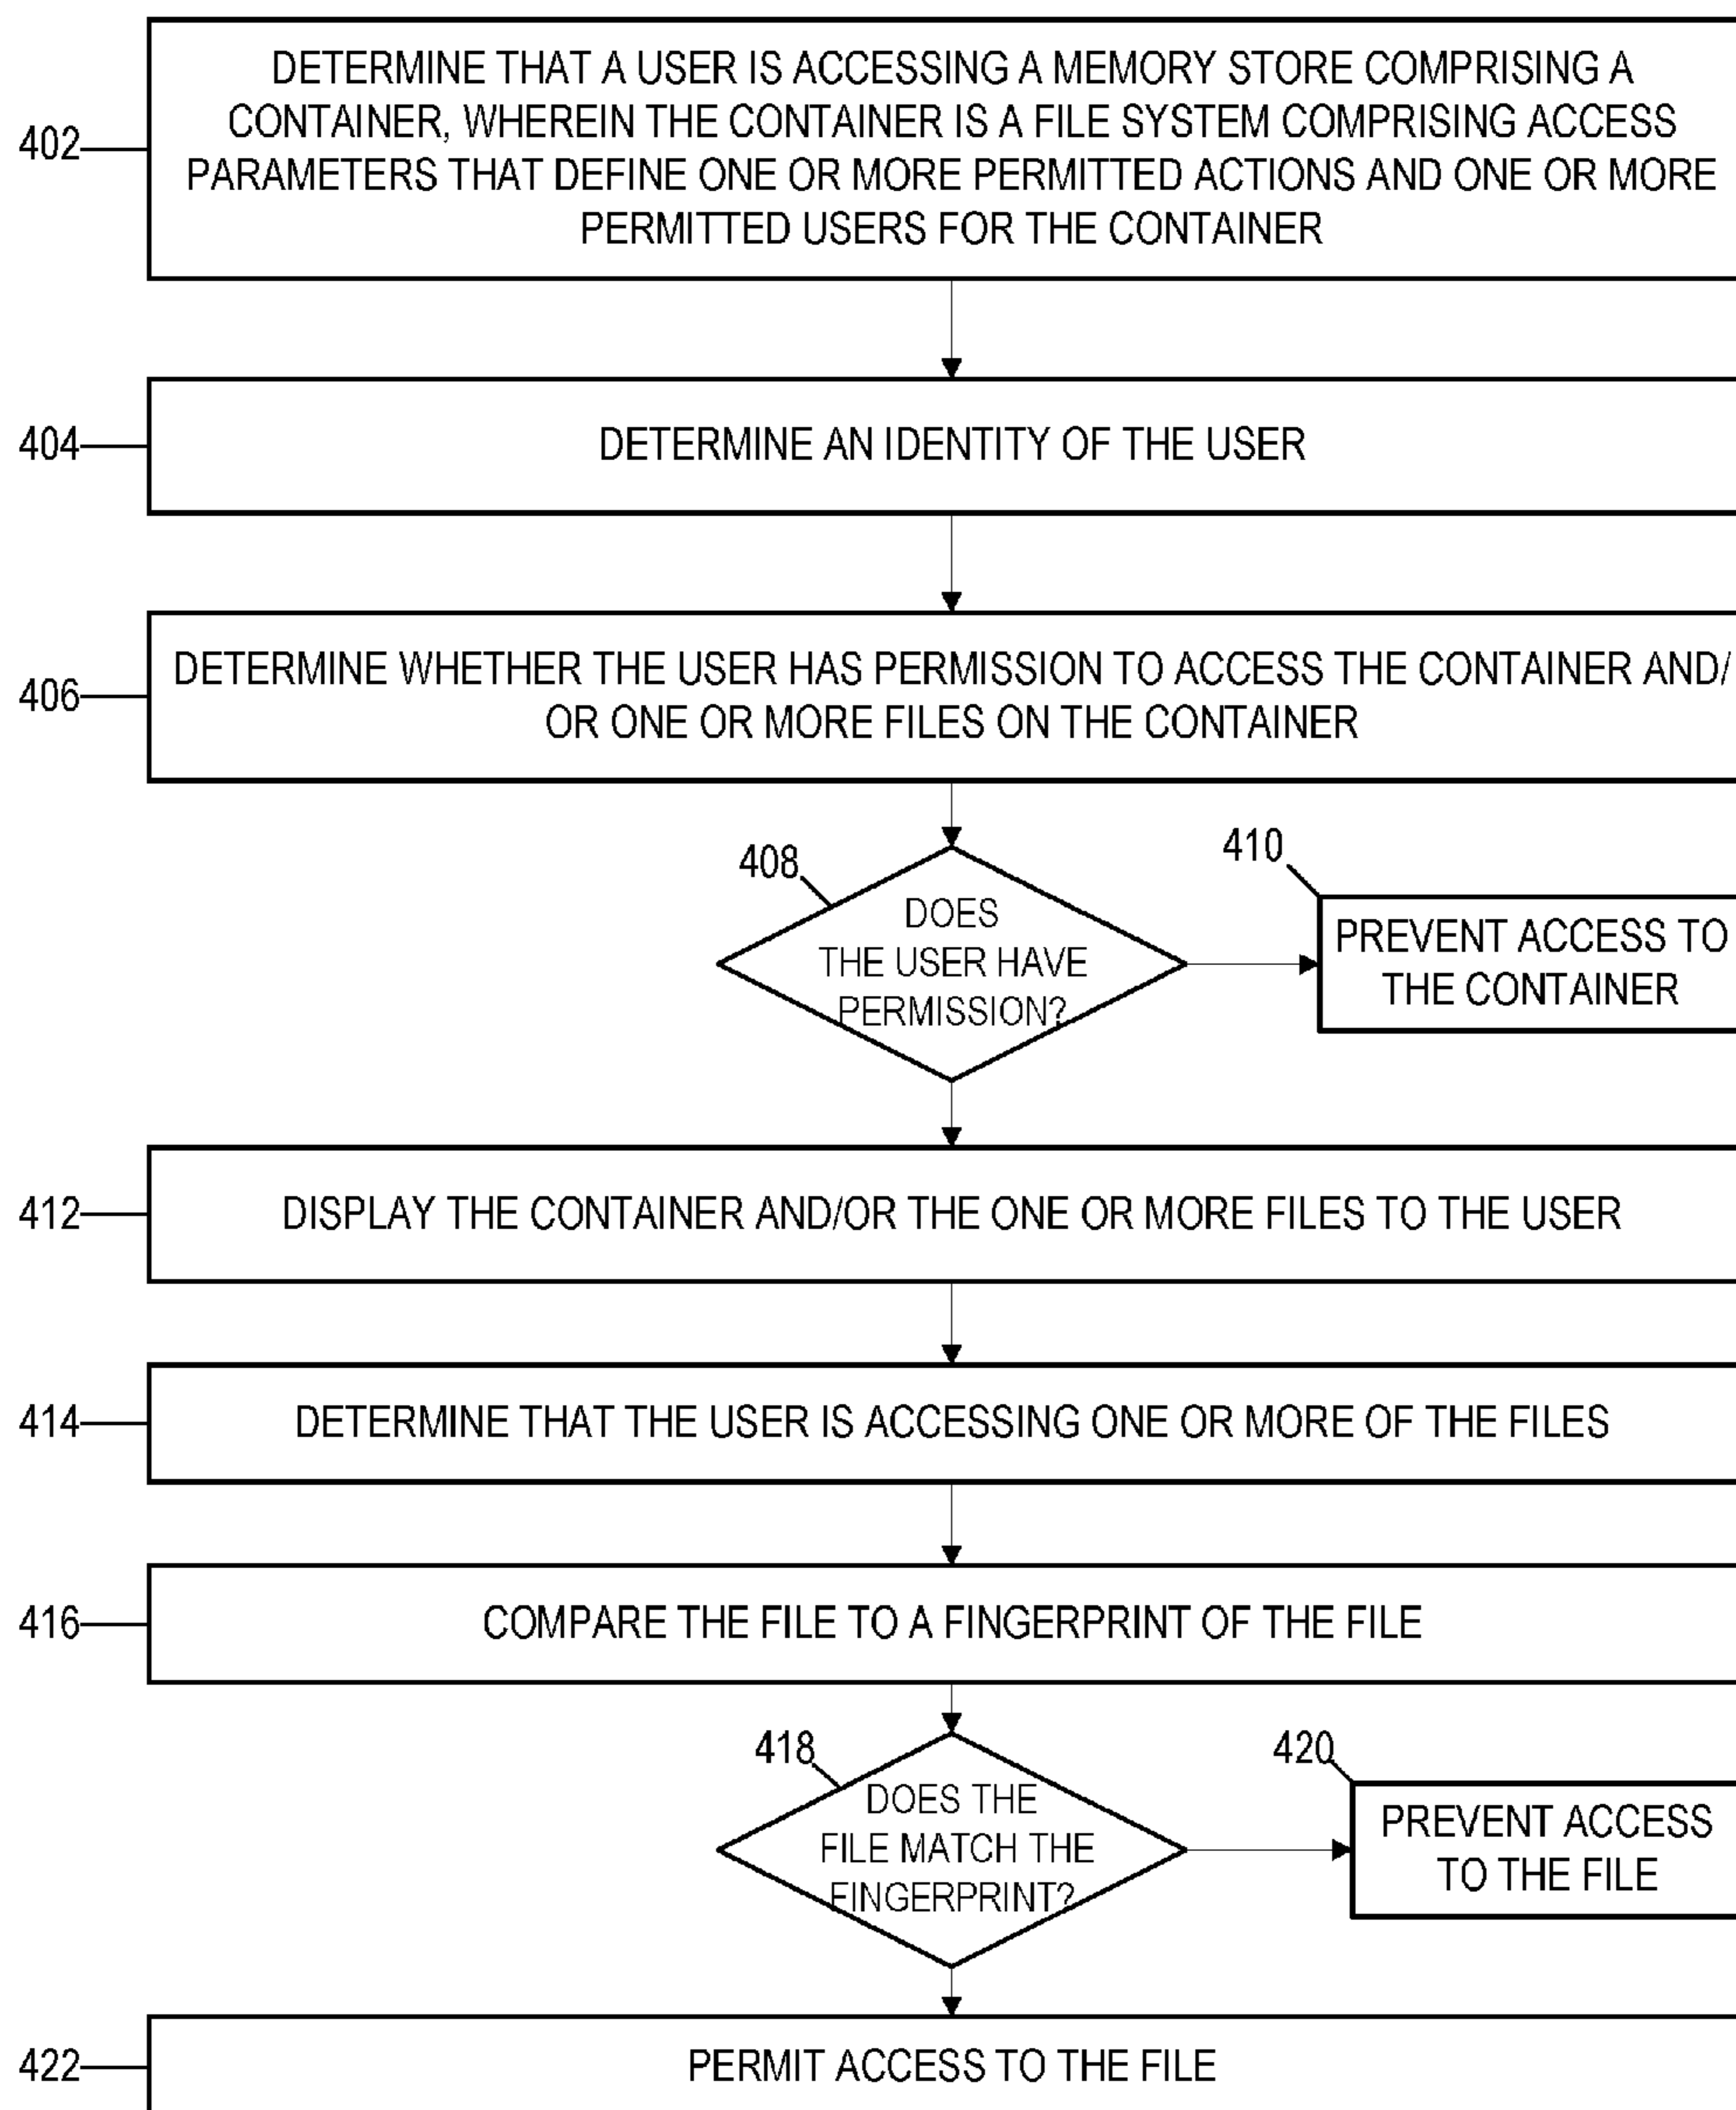 402
DETERMINE THAT A USER IS ACCESSING A MEMORY STORE COMPRISING A
CONTAINER, WHEREIN THE CONTAINER IS A FILE SYSTEM COMPRISING ACCESS
PARAMETERS THAT DEFINE ONE OR MORE PERMITTED ACTIONS AND ONE OR MORE
PERMITTED USERS FOR THE CONTAINER
404
DETERMINE AN IDENTITY OF THE USER
406
DETERMINE WHETHER THE USER HAS PERMISSION TO ACCESS THE CONTAINER AND/
OR ONE OR MORE FILES ON THE CONTAINER
408
DOES
THE USER HAVE
PERMISSION?
410
PREVENT ACCESS TO
THE CONTAINER
412
DISPLAY THE CONTAINER AND/OR THE ONE OR MORE FILES TO THE USER
414
DETERMINE THAT THE USER IS ACCESSING ONE OR MORE OF THE FILES
416
COMPARE THE FILE TO A FINGERPRINT OF THE FILE
418
DOES THE
FILE MATCH THE
FINGERPRINT?
420
PREVENT ACCESS
TO THE FILE
422
PERMIT ACCESS TO THE FILE